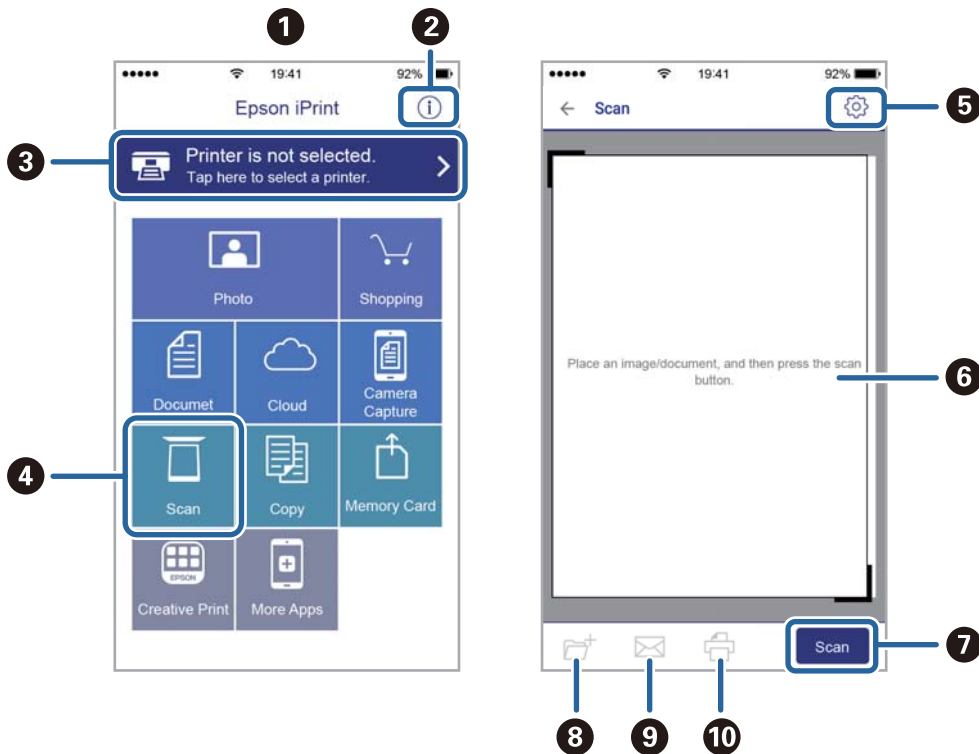 1
2
19:41
92%
Epson iPrint
3
Printer is not selected.
Tap here to select a printer.
Photo
Shopping
Documet
Cloud
Camera
Capture
4
Scan
Copy
Memory Card
EPSON
Creative Print
More Apps
19:41
92%
Scan
5
Place an image/document, and then press the scan
button.
6
Scan
7
8
9
10